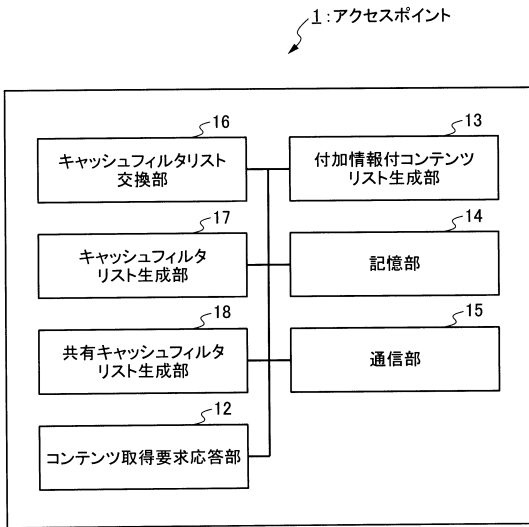 1:アクセスポイント
16
キャッシュフィルタリスト
交換部
13
付加情報付コンテンツ
リスト生成部
17
キャッシュフィルタ
リスト生成部
14
記憶部
18
共有キャッシュフィルタ
リスト生成部
15
通信部
12
コンテンツ取得要求応答部